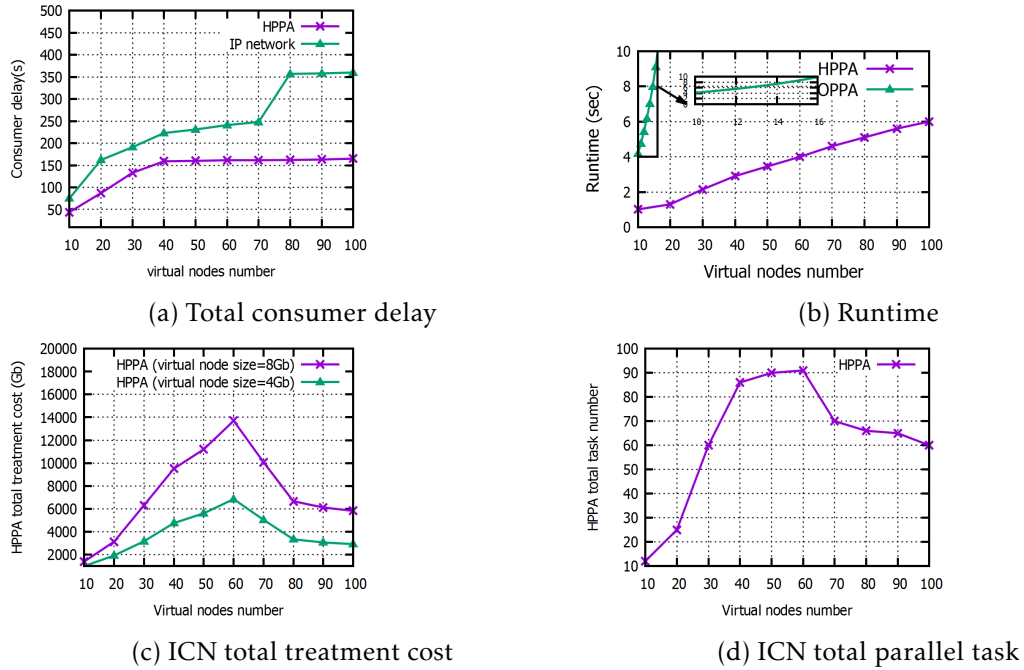 500
450
400
350
300
250
200
150
100
50
Consumer delay(s)
HPPA
IP network
10 20 30 40 50 60 70 80 90 100
virtual nodes number
(a) Total consumer delay
10
8
6
4
2
0
Runtime (sec)
HPPA
OPPA
10 12 14 16
10 20 30 40 50 60 70 80 90 100
Virtual nodes number
(b) Runtime
20000
18000
16000
14000
12000
10000
8000
6000
4000
2000
HPPA total treatment cost (Gb)
HPPA (virtual node size=8Gb)
HPPA (virtual node size=4Gb)
10 20 30 40 50 60 70 80 90 100
Virtual nodes number
(c) ICN total treatment cost
100
90
80
70
60
50
40
30
20
10
HPPA total task number
HPPA
10 20 30 40 50 60 70 80 90 100
Virtual nodes number
(d) ICN total parallel task